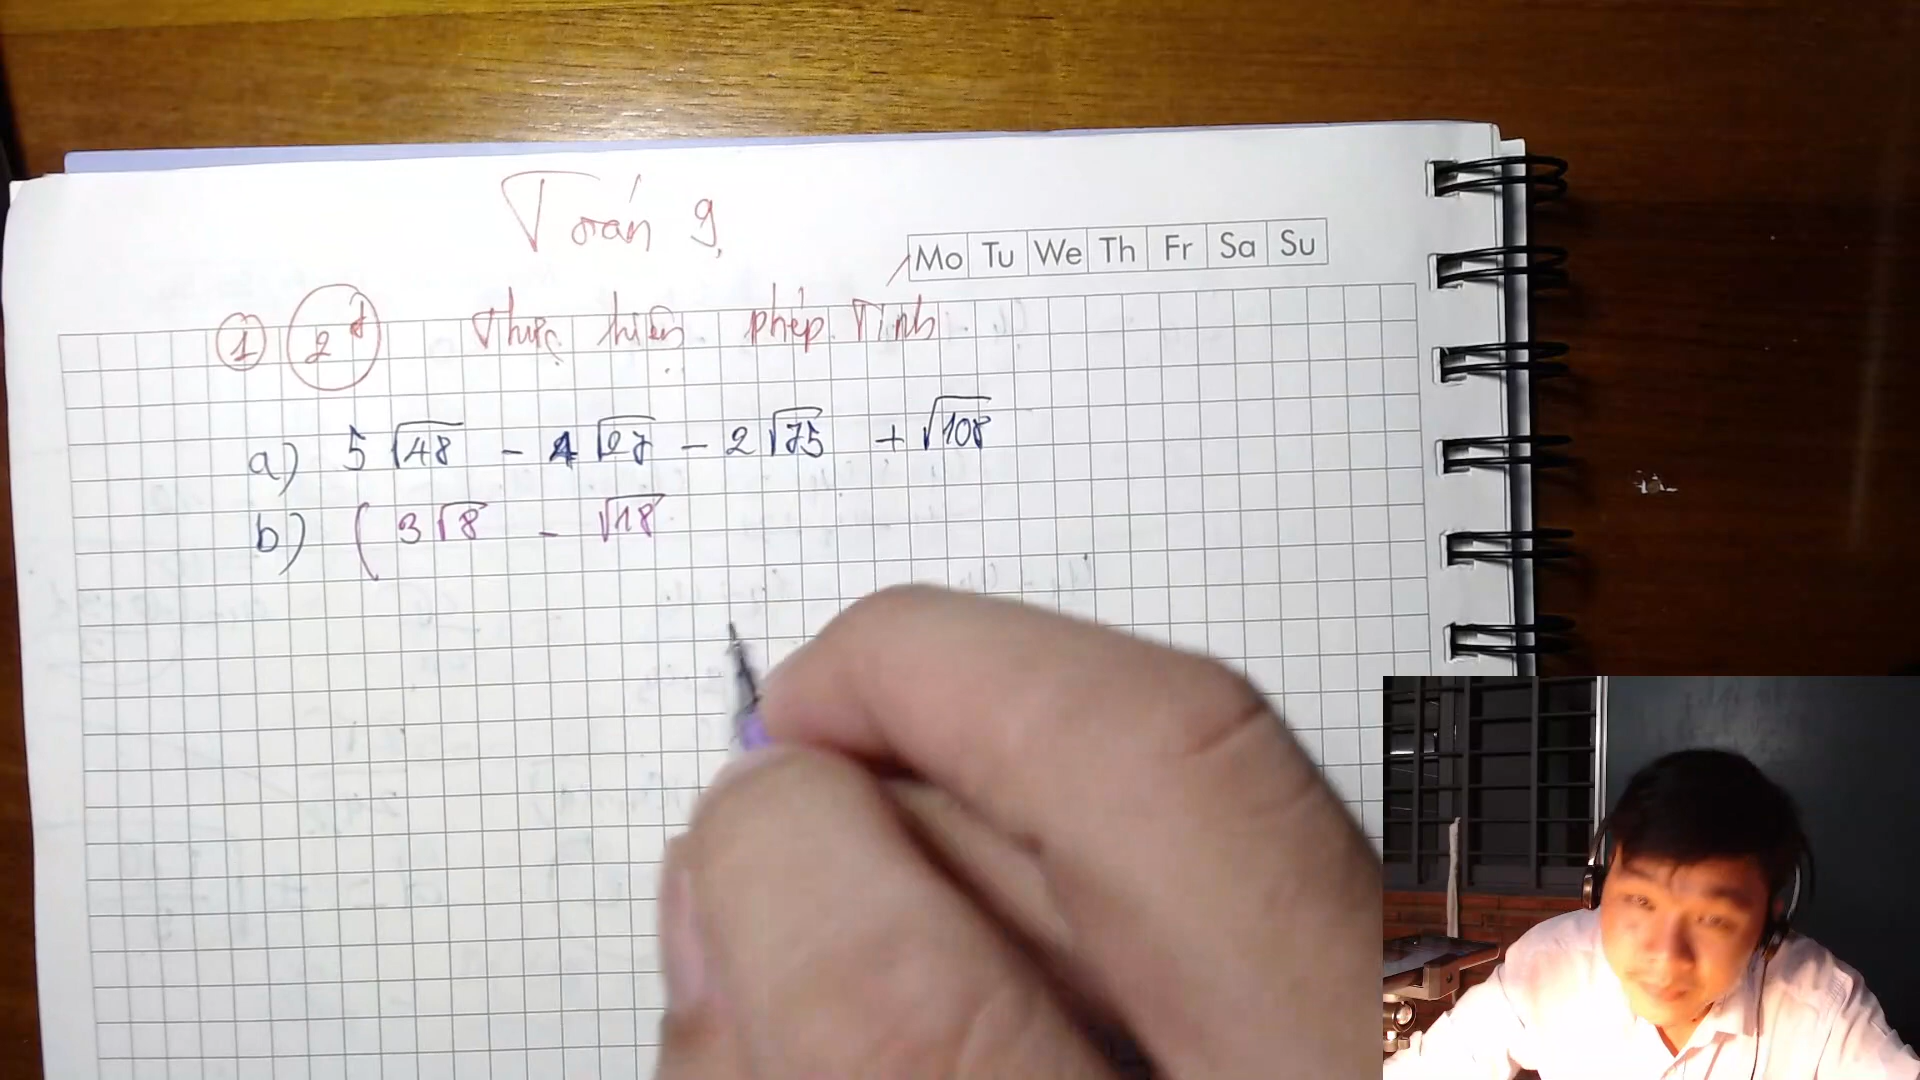 Toán 9
Mo Tu We Th Fr Sa Su
1 2đ Thực hiện phép tính
a) 5√48 - 4√27 - 2√75 + √108
b) (3√8 - √18